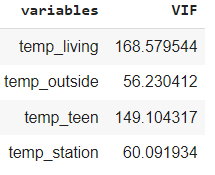 variables VIF
temp_living 168.579544
temp_outside 56.230412
temp_teen 149.104317
temp_station 60.091934